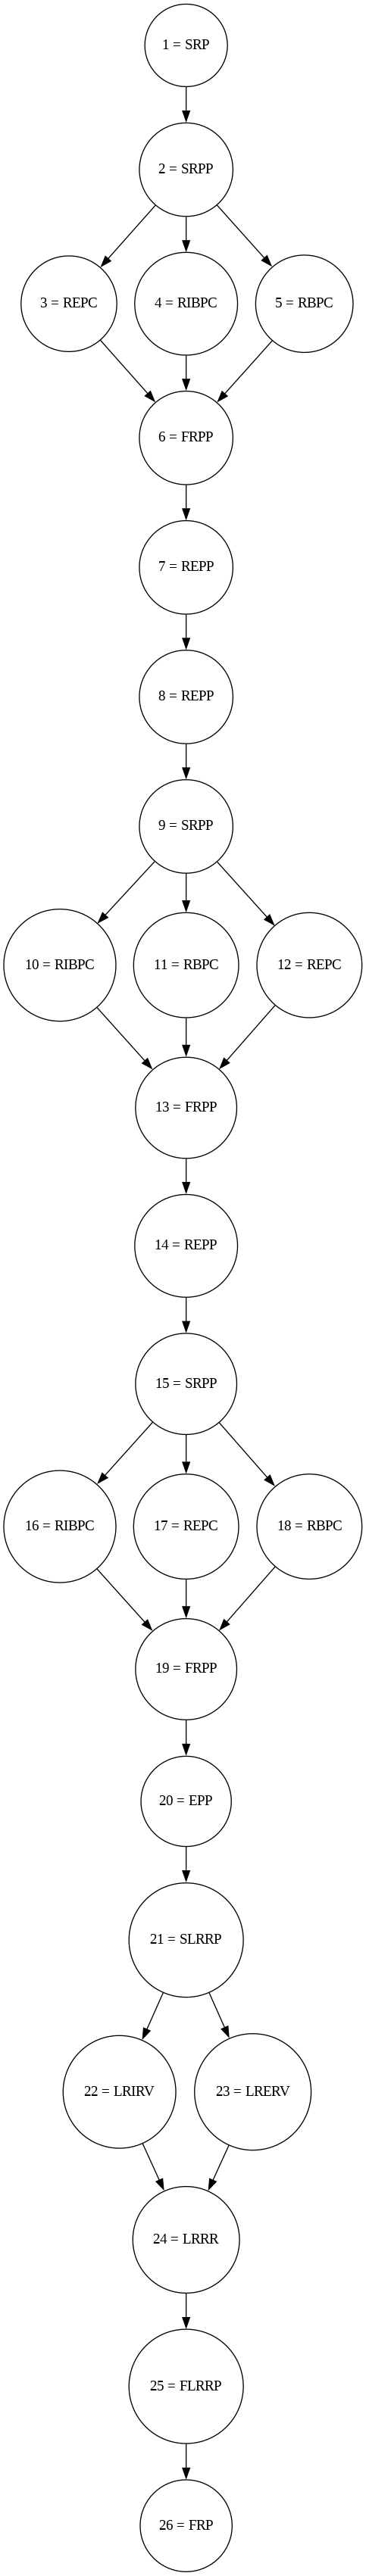 1 = SRP
2 = SRPP
3 = REPC
4 = RIBPC
5 = RBPC
6 = FRPP
7 = REPP
8 = REPP
9 = SRPP
10 = RIBPC
11 = RBPC
12 = REPC
13 = FRPP
14 = REPP
15 = SRPP
16 = RIBPC
17 = REPC
18 = RBPC
19 = FRPP
20 = EPP
21 = SLRRP
22 = LRIRV
23 = LRERV
24 = LRRR
25 = FLRRP
26 = FRP